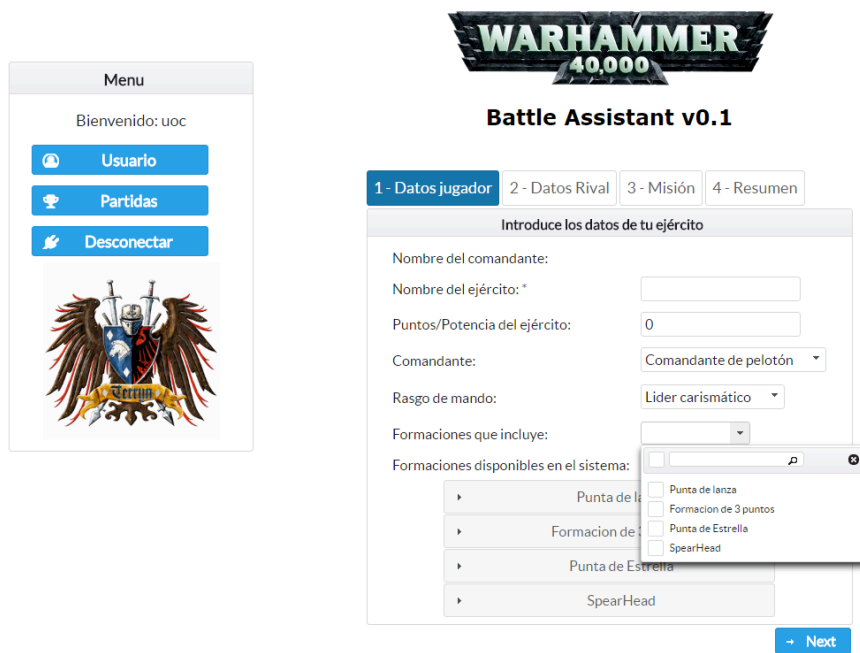 WARHAMMER
40,000
Battle Assistant v0.1
Menu
Bienvenido: uoc
Usuario
Partidas
Desconectar
Terrun
1 - Datos jugador
2 - Datos Rival
3 - Misión
4 - Resumen
Introduce los datos de tu ejército
Nombre del comandante:
Nombre del ejército: *
Puntos/Potencia del ejército:
0
Comandante:
Comandante de pelotón
Rasgo de mando:
Lider carismático
Formaciones que incluye:
Formaciones disponibles en el sistema:
Punta de lanza
Formacion de 3 puntos
Punta de Estrella
SpearHead
Punta de
Formacion de
Punta de Estrella
SpearHead
Next